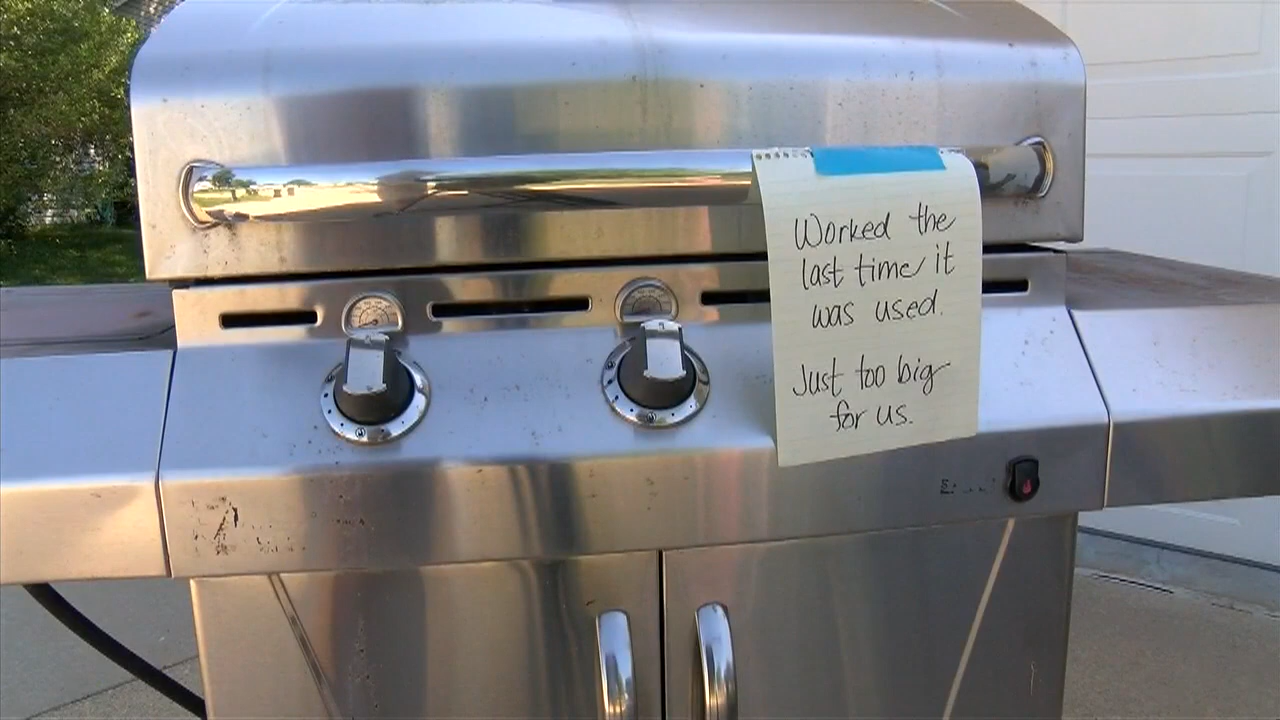 Worked the
last time it
was used.
Just too big
for us.